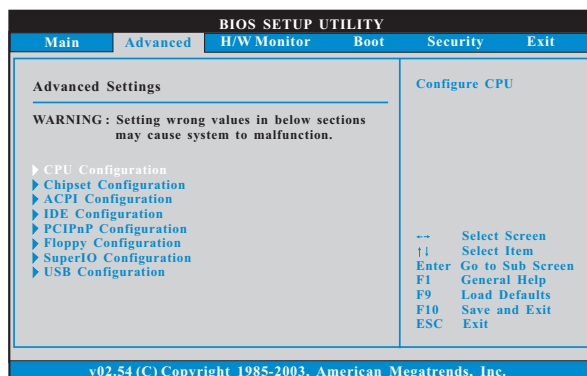 BIOS SETUP UTILITY
Main Advanced H/W Monitor Boot Security Exit
Advanced Settings
WARNING : Setting wrong values in below sections
may cause system to malfunction.
CPU Configuration
Chipset Configuration
ACPI Configuration
IDE Configuration
PCIPnP Configuration
Floppy Configuration
SuperIO Configuration
USB Configuration
Configure CPU
←→ Select Screen
↑↓ Select Item
Enter Go to Sub Screen
F1 General Help
F9 Load Defaults
F10 Save and Exit
ESC Exit
v02.54 (C) Copyright 1985-2003, American Megatrends, Inc.